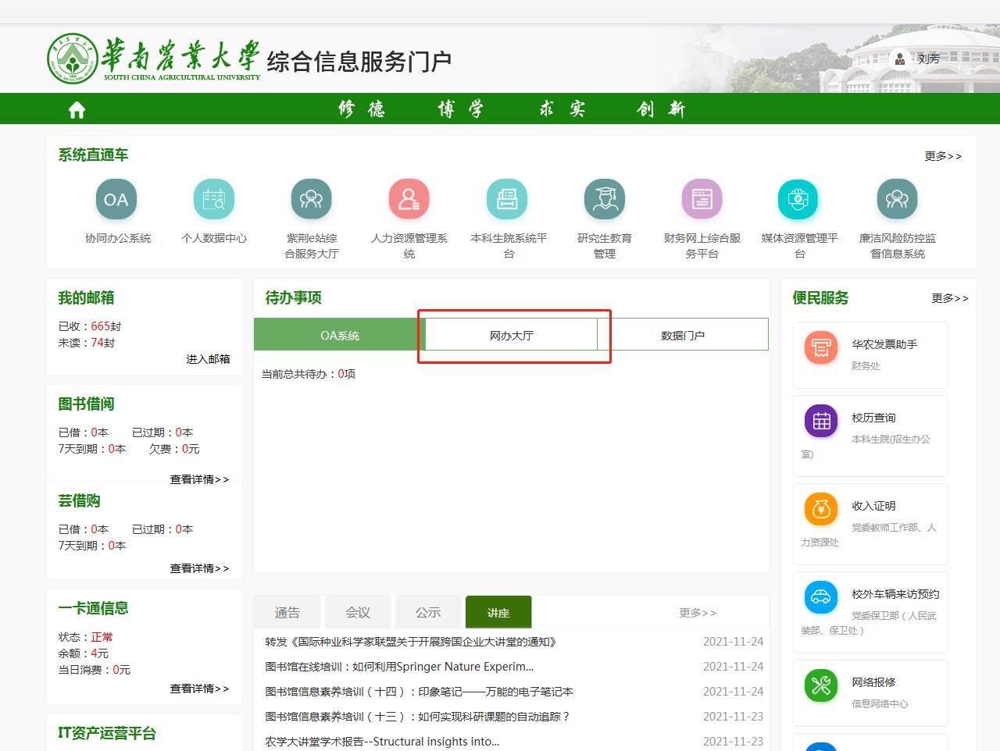 华南农业大学
SOUTH CHINA AGRICULTURAL UNIVERSITY
综合信息服务门户
刘芳
修德 博学 求实 创新
系统直通车 更多>>
OA
协同办公系统
个人数据中心
紫荆e站综
合服务大厅
人力资源管理系
统
本科生院系统平
台
研究生教育
管理
财务网上综合服
务平台
媒体资源管理平
台
廉洁风险防控监
督信息系统
我的邮箱
已收：665封
未读：74封
进入邮箱
图书借阅
已借：0本 已过期：0本
7天到期：0本 欠费：0元
查看详情>>
芸借购
已借：0本 已过期：0本
7天到期：0本
查看详情>>
一卡通信息
状态：正常
余额：4元
当日消费：0元
查看详情>>
IT资产运营平台
待办事项
OA系统 网办大厅 数据门户
当前总共待办：0项
通告 会议 公示 讲座 更多>>
转发《国际种业科学家联盟关于开展跨国企业大讲堂的通知》 2021-11-24
图书馆在线培训：如何利用Springer Nature Experim... 2021-11-24
图书馆信息素养培训（十四）：印象笔记——万能的电子笔记本 2021-11-24
图书馆信息素养培训（十三）：如何实现科研课题的自动追踪？ 2021-11-23
农学大讲堂学术报告--Structural insights into... 2021-11-23
便民服务 更多>>
华农发票助手
财务处
校历查询
本科生院(招生办公
室)
收入证明
党委教师工作部、人
力资源处
校外车辆来访预约
党委保卫部（人民武
装部、保卫处）
网络报修
信息网络中心